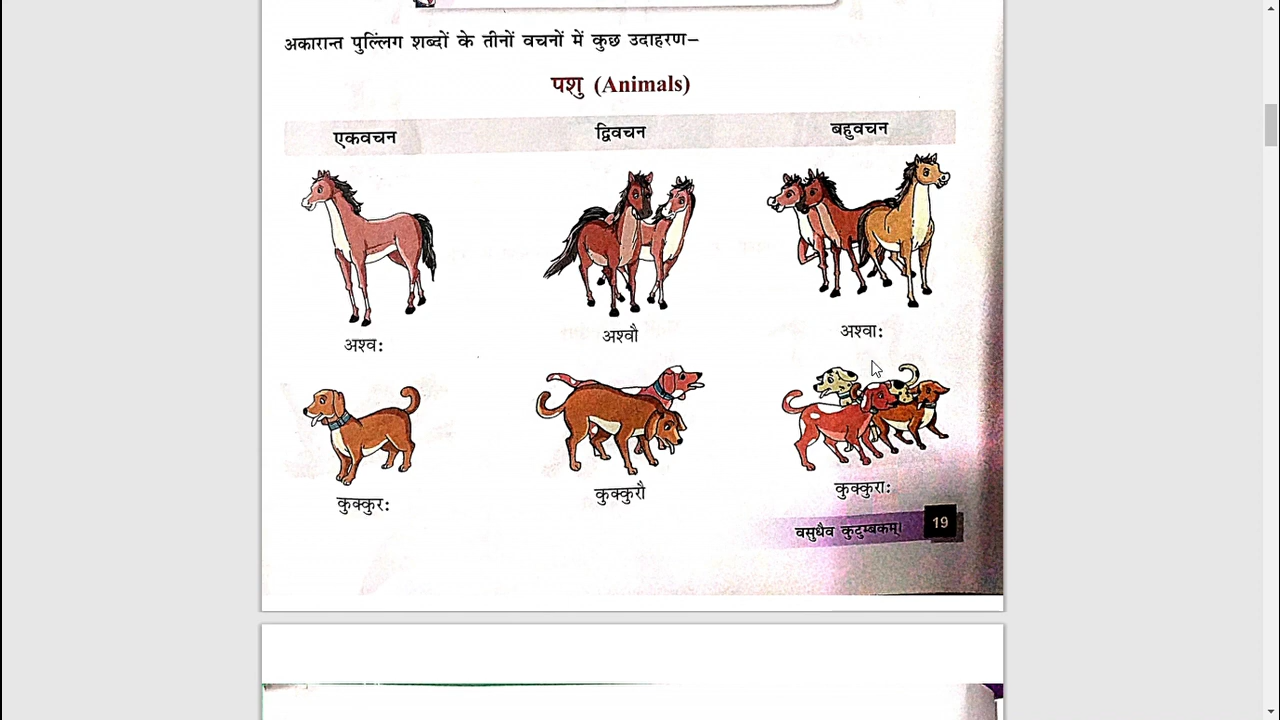 अकारान्त पुल्लिंग शब्दों के तीनों वचनों में कुछ उदाहरण–
पशु (Animals)
एकवचन द्विवचन बहुवचन
अश्व: अश्वौ अश्वा:
कुक्कुर: कुक्कुरौ कुक्कुरा:
वसुधैव कुटुम्बकम्। 19